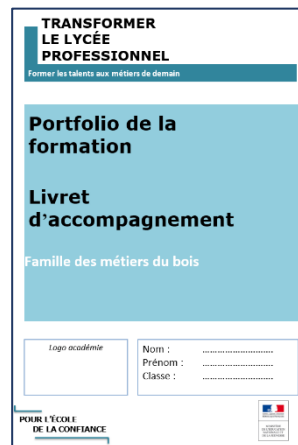 TRANSFORMER
LE LYCÉE
PROFESSIONNEL
Former les talents aux métiers de demain
Portfolio de la
formation
Livret
d'accompagnement
Famille des métiers du bois
Logo académie
Nom : ..............................
Prénom : ..............................
Classe : ..............................
POUR L'ÉCOLE
DE LA CONFIANCE